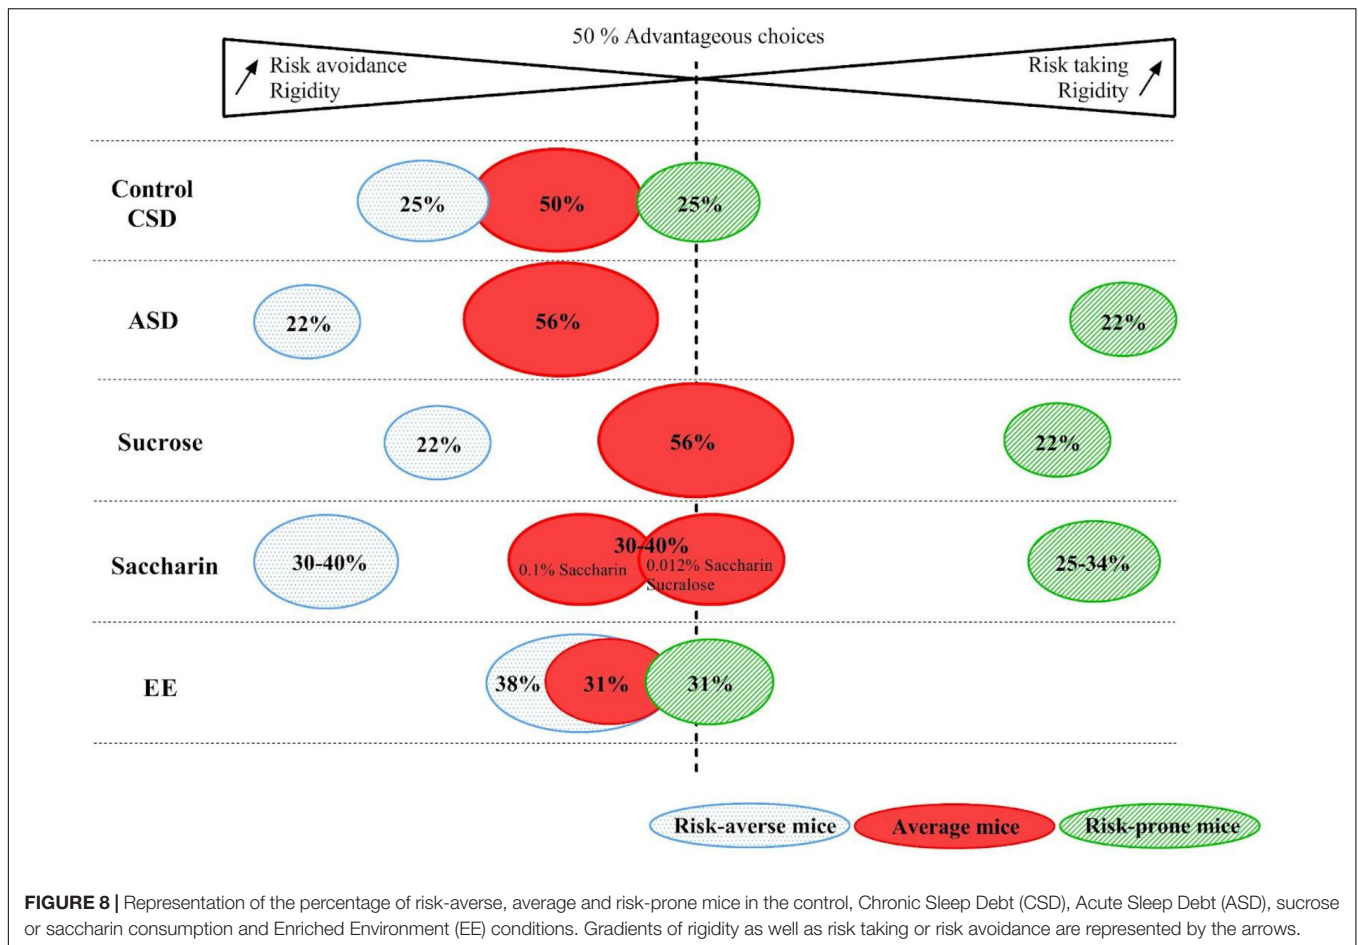 50 % Advantageous choices
Risk avoidance
Rigidity
Risk taking
Rigidity
Control
CSD
25%
50%
25%
ASD
22%
56%
22%
Sucrose
22%
56%
22%
Saccharin
30-40%
30-40%
0.1% Saccharin
0.012% Saccharin
Sucralose
25-34%
EE
38%
31%
31%
Risk-averse mice
Average mice
Risk-prone mice
FIGURE 8 | Representation of the percentage of risk-averse, average and risk-prone mice in the control, Chronic Sleep Debt (CSD), Acute Sleep Debt (ASD), sucrose
or saccharin consumption and Enriched Environment (EE) conditions. Gradients of rigidity as well as risk taking or risk avoidance are represented by the arrows.